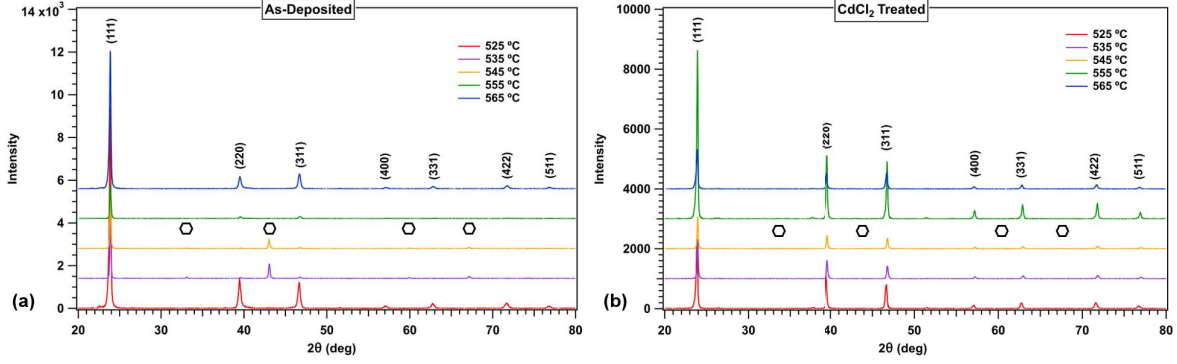 As-Deposited
14 x10³
12
10
8
6
4
2
0
Intensity
(111)
(220)
(311)
(400)
(331)
(422)
(511)
525 ºC
535 ºC
545 ºC
555 ºC
565 ºC
(a)
20 30 40 50 60 70 80
2θ (deg)
CdCl₂ Treated
10000
8000
6000
4000
2000
0
Intensity
(111)
(220)
(311)
(400)
(331)
(422)
(511)
525 ºC
535 ºC
545 ºC
555 ºC
565 ºC
(b)
20 30 40 50 60 70 80
2θ (deg)